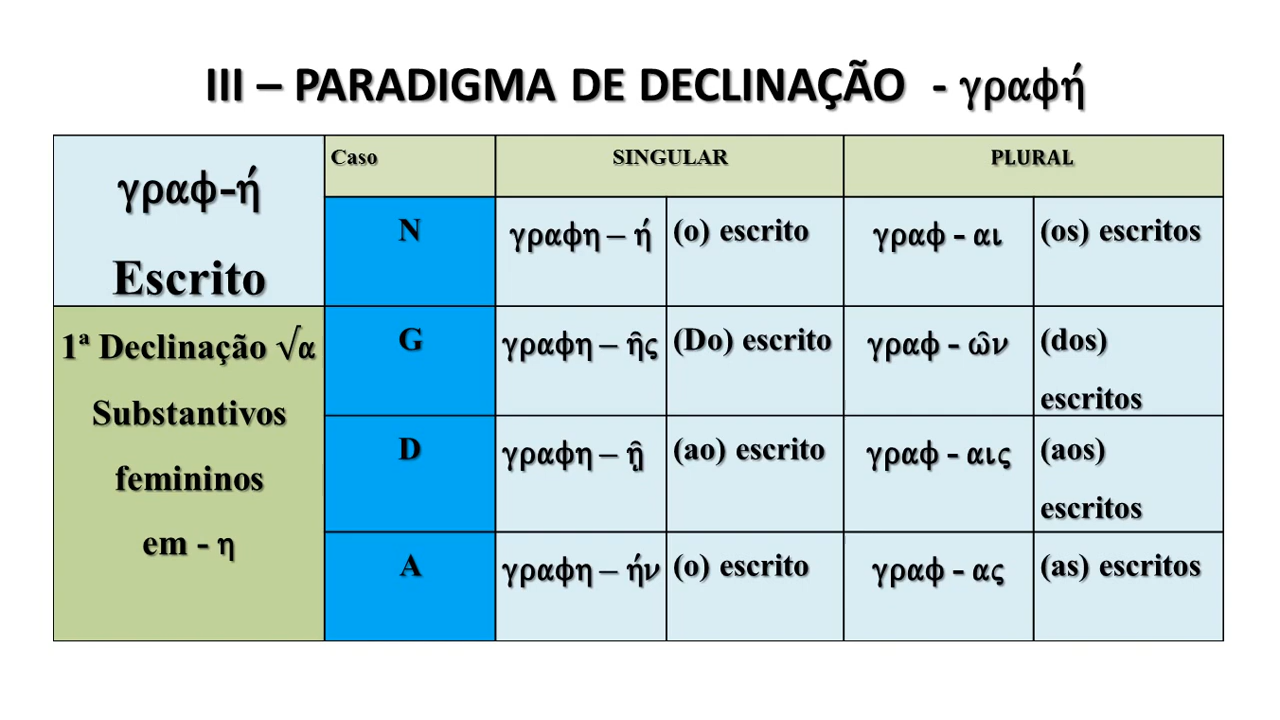 III – PARADIGMA DE DECLINAÇÃO - γραφή
γραφ-ή
Escrito
Caso SINGULAR PLURAL
N γραφη – ή (o) escrito γραφ - αι (os) escritos
1ª Declinação √α
Substantivos
femininos
em - η
G γραφη – ῆς (Do) escrito γραφ - ῶν (dos)
escritos
D γραφη – ῇ (ao) escrito γραφ - αις (aos)
escritos
A γραφη – ήν (o) escrito γραφ - ας (as) escritos